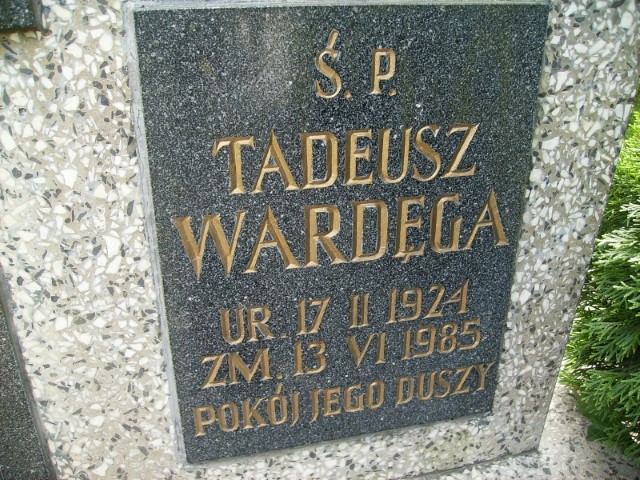 Ś. P.
TADEUSZ
WARDĘGA
UR. 17 II 1924
ZM. 13 VI 1985
POKÓJ JEGO DUSZY